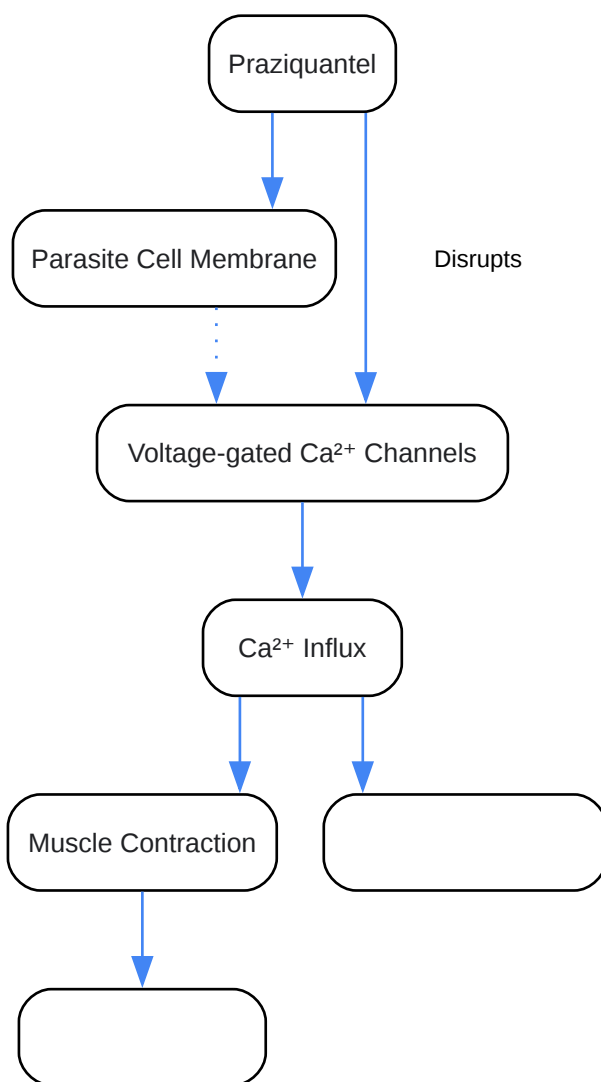 Praziquantel
Parasite Cell Membrane
Disrupts
Voltage-gated Ca²⁺ Channels
Ca²⁺ Influx
Muscle Contraction